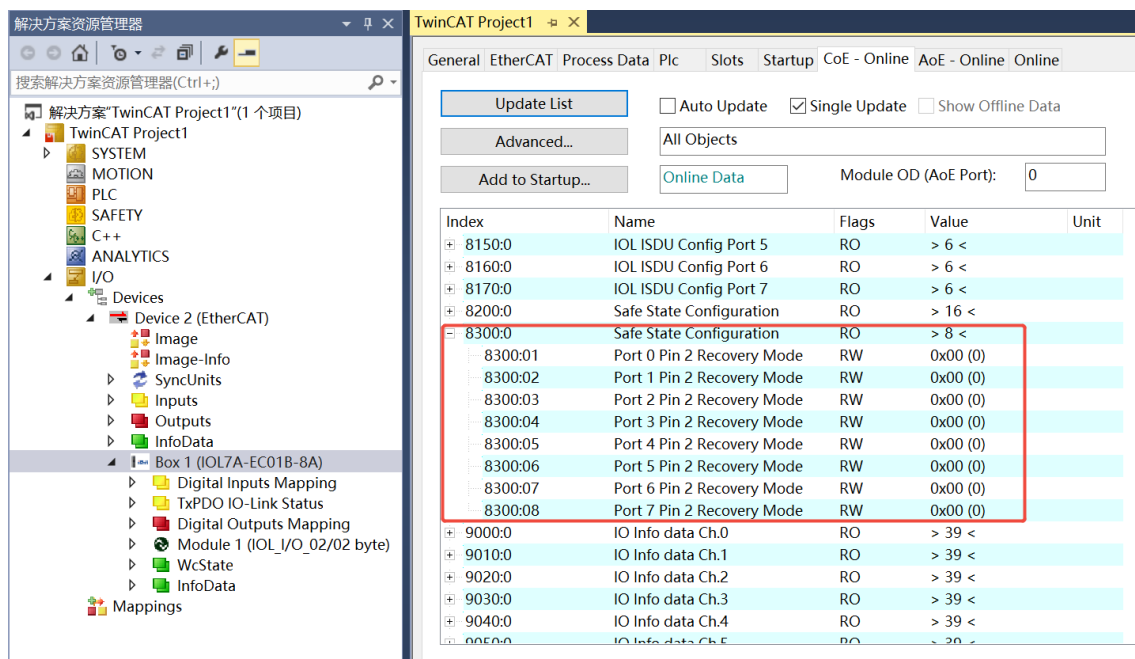 解决方案资源管理器
搜索解决方案资源管理器(Ctrl+;)
解决方案"TwinCAT Project1"(1 个项目)
TwinCAT Project1
SYSTEM
MOTION
PLC
SAFETY
C++
ANALYTICS
I/O
Devices
Device 2 (EtherCAT)
Image
Image-Info
SyncUnits
Inputs
Outputs
InfoData
Box 1 (IOL7A-EC01B-8A)
Digital Inputs Mapping
TxPDO IO-Link Status
Digital Outputs Mapping
Module 1 (IOL_I/O_02/02 byte)
WcState
InfoData
Mappings
TwinCAT Project1
General EtherCAT Process Data Plc Slots Startup CoE - Online AoE - Online Online
Update List Auto Update Single Update Show Offline Data
Advanced... All Objects
Add to Startup... Online Data Module OD (AoE Port): 0
Index Name Flags Value Unit
8150:0 IOL ISDU Config Port 5 RO > 6 <
8160:0 IOL ISDU Config Port 6 RO > 6 <
8170:0 IOL ISDU Config Port 7 RO > 6 <
8200:0 Safe State Configuration RO > 16 <
8300:0 Safe State Configuration RO > 8 <
8300:01 Port 0 Pin 2 Recovery Mode RW 0x00 (0)
8300:02 Port 1 Pin 2 Recovery Mode RW 0x00 (0)
8300:03 Port 2 Pin 2 Recovery Mode RW 0x00 (0)
8300:04 Port 3 Pin 2 Recovery Mode RW 0x00 (0)
8300:05 Port 4 Pin 2 Recovery Mode RW 0x00 (0)
8300:06 Port 5 Pin 2 Recovery Mode RW 0x00 (0)
8300:07 Port 6 Pin 2 Recovery Mode RW 0x00 (0)
8300:08 Port 7 Pin 2 Recovery Mode RW 0x00 (0)
9000:0 IO Info data Ch.0 RO > 39 <
9010:0 IO Info data Ch.1 RO > 39 <
9020:0 IO Info data Ch.2 RO > 39 <
9030:0 IO Info data Ch.3 RO > 39 <
9040:0 IO Info data Ch.4 RO > 39 <
9050:0 IO Info data Ch.5 RO > 39 <